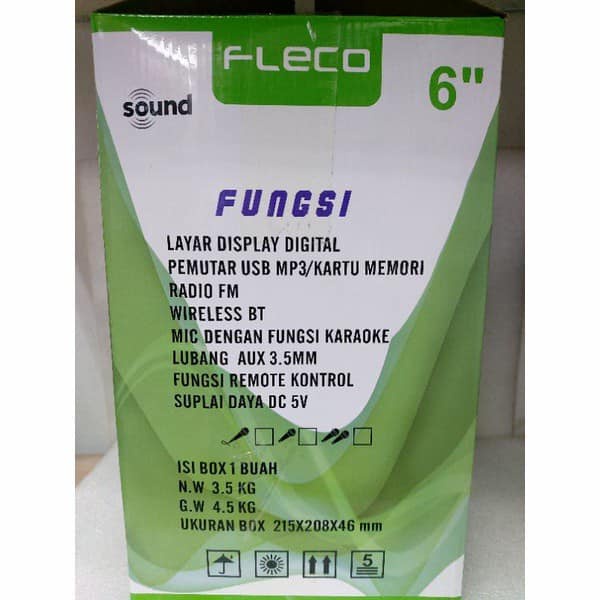 FLECO
6"
sound
FUNGSI
LAYAR DISPLAY DIGITAL
PEMUTAR USB MP3/KARTU MEMORI
RADIO FM
WIRELESS BT
MIC DENGAN FUNGSI KARAOKE
LUBANG AUX 3.5MM
FUNGSI REMOTE KONTROL
SUPLAI DAYA DC 5V
ISI BOX 1 BUAH
N.W 3.5 KG
G.W 4.5 KG
UKURAN BOX 215X208X46 mm
5